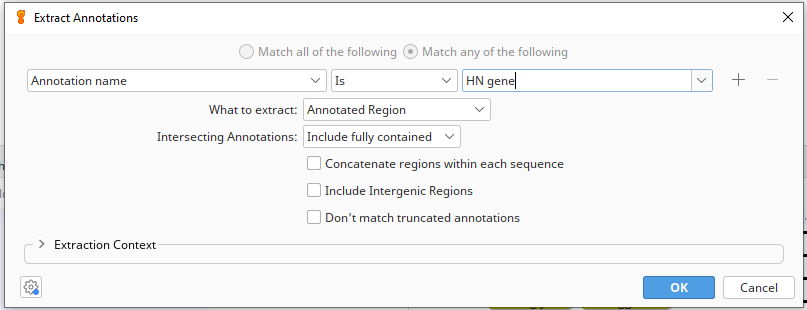 Extract Annotations
Match all of the following Match any of the following
Annotation name Is HN gene
What to extract: Annotated Region
Intersecting Annotations: Include fully contained
Concatenate regions within each sequence
Include Intergenic Regions
Don't match truncated annotations
Extraction Context
OK Cancel